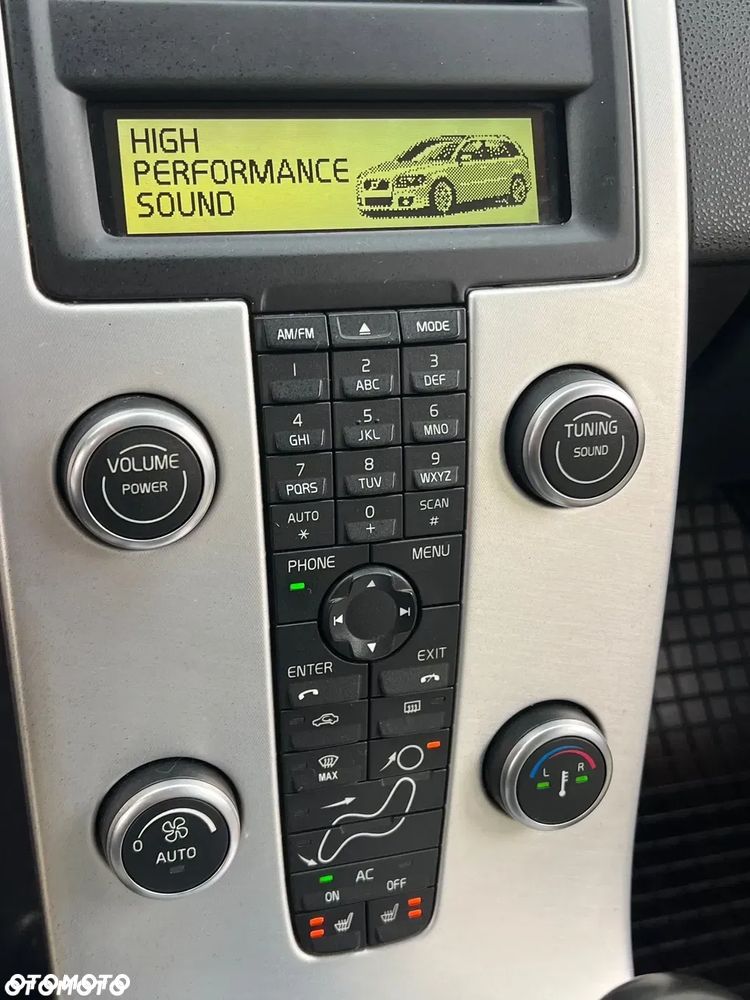 HIGH
PERFORMANCE
SOUND
AM/FM MODE
1 2 ABC 3 DEF
VOLUME
POWER
TUNING
SOUND
4 GHI 5 JKL 6 MNO
7 PQRS 8 TUV 9 WXYZ
AUTO * 0 + SCAN #
PHONE MENU
ENTER EXIT
MAX
L R
0
AUTO
AC
ON OFF
OTOMOTO